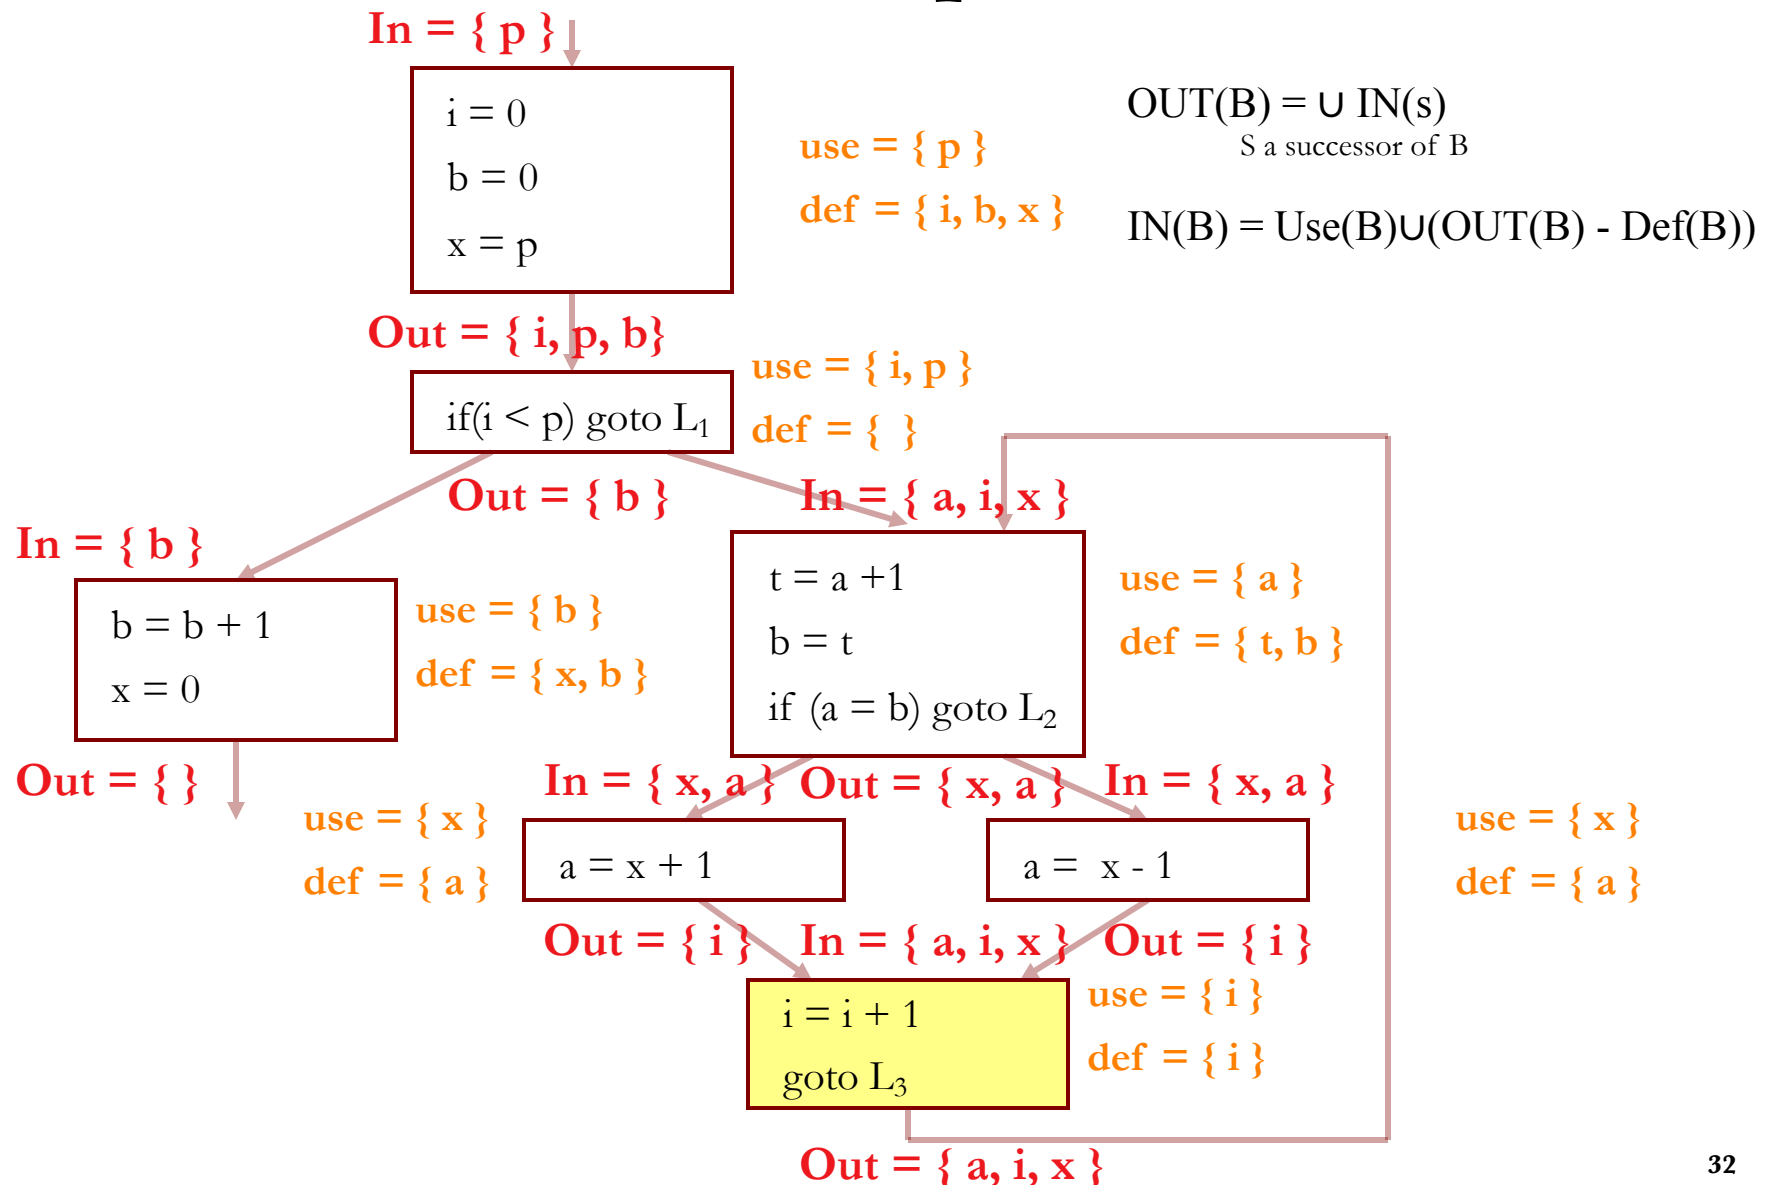 In = { p }
i = 0
b = 0
x = p
use = { p }
def = { i, b, x }
OUT(B) = ∪ IN(s)
S a successor of B
IN(B) = Use(B)∪(OUT(B) - Def(B))
Out = { i, p, b}
if(i < p) goto L₁
use = { i, p }
def = { }
Out = { b }
In = { a, i, x }
In = { b }
b = b + 1
x = 0
use = { b }
def = { x, b }
Out = { }
t = a +1
b = t
if (a = b) goto L₂
use = { a }
def = { t, b }
In = { x, a }
Out = { x, a }
In = { x, a }
use = { x }
def = { a }
a = x + 1
a = x - 1
use = { x }
def = { a }
Out = { i }
In = { a, i, x }
Out = { i }
i = i + 1
goto L₃
use = { i }
def = { i }
Out = { a, i, x }
32